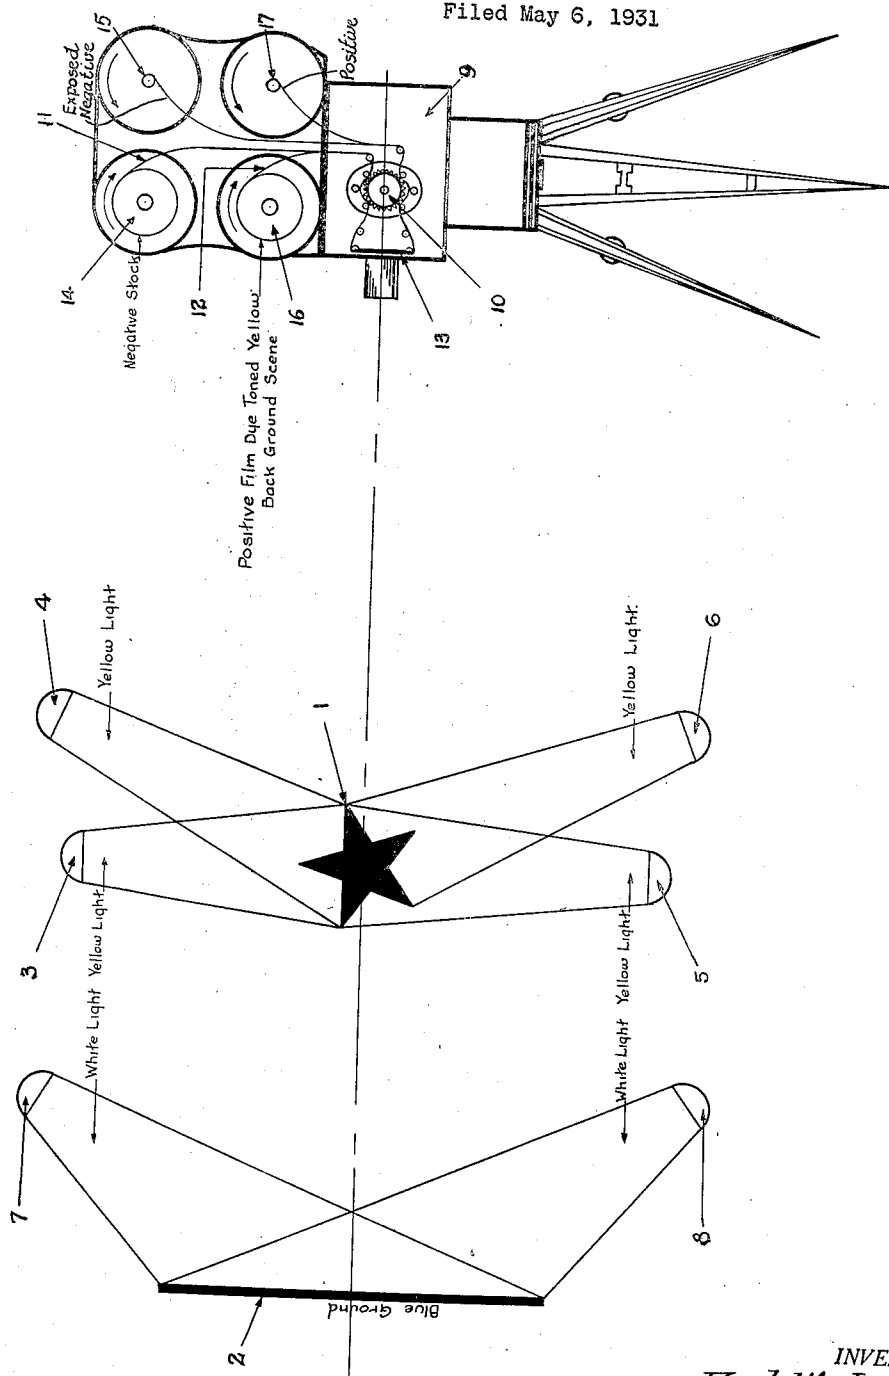 Filed May 6, 1931
15
17
Exposed
Negative
Positive
9
11
14
Negative Stock
12
16
10
13
Positive Film Dye Toned Yellow
Back Ground Scene
4
Yellow Light
1
Yellow Light
6
3
White Light Yellow Light
White Light Yellow Light
5
7
8
2
Blue Ground